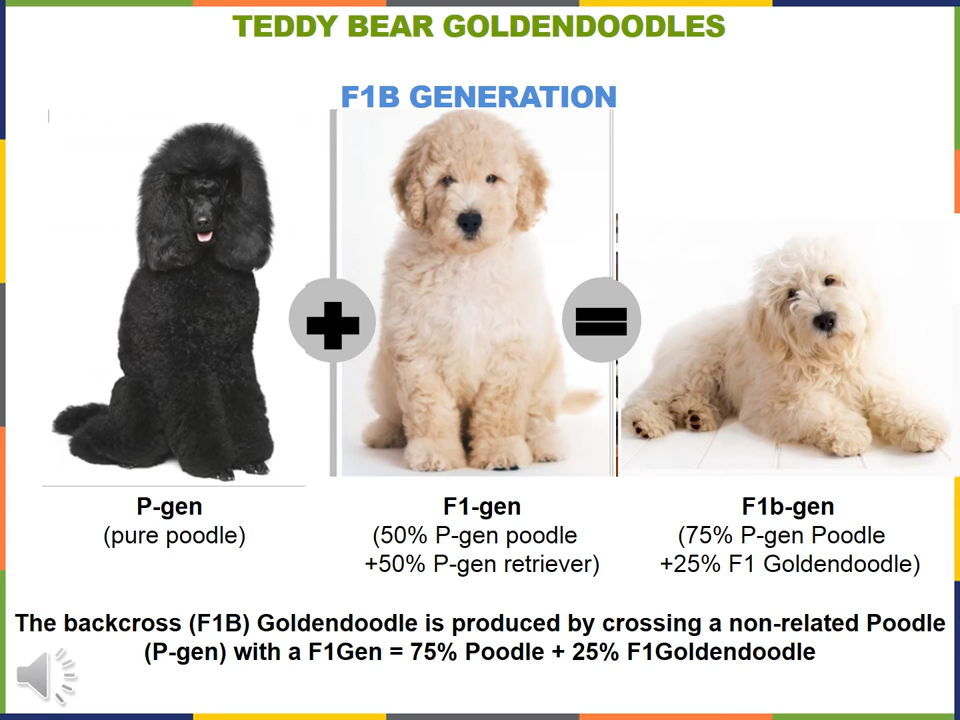 TEDDY BEAR GOLDENDOODLES
F1B GENERATION
P-gen
(pure poodle)
F1-gen
(50% P-gen poodle
+50% P-gen retriever)
F1b-gen
(75% P-gen Poodle
+25% F1 Goldendoodle)
The backcross (F1B) Goldendoodle is produced by crossing a non-related Poodle
(P-gen) with a F1Gen = 75% Poodle + 25% F1Goldendoodle